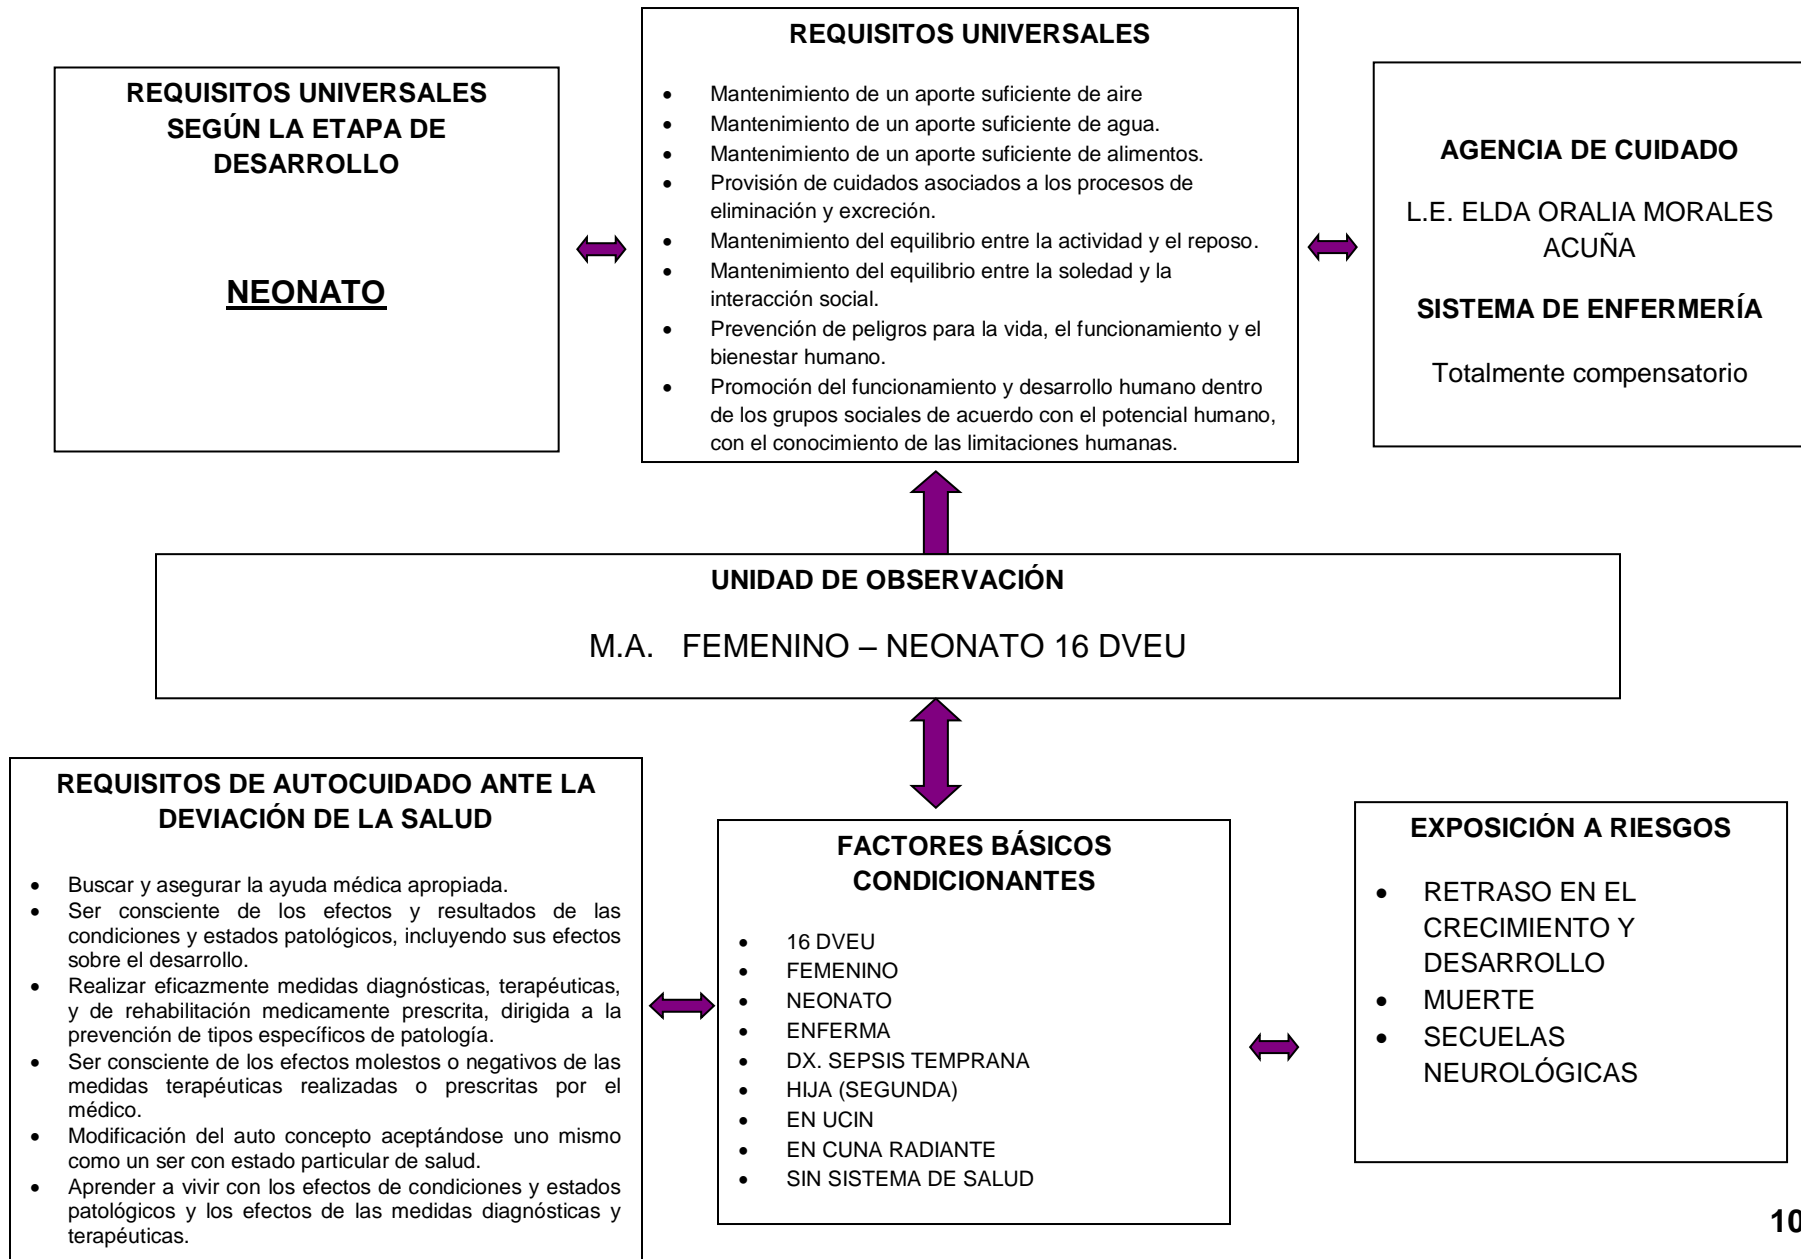 REQUISITOS UNIVERSALES
SEGÚN LA ETAPA DE
DESARROLLO
NEONATO
REQUISITOS UNIVERSALES
• Mantenimiento de un aporte suficiente de aire
• Mantenimiento de un aporte suficiente de agua.
• Mantenimiento de un aporte suficiente de alimentos.
• Provisión de cuidados asociados a los procesos de
eliminación y excreción.
• Mantenimiento del equilibrio entre la actividad y el reposo.
• Mantenimiento del equilibrio entre la soledad y la
interacción social.
• Prevención de peligros para la vida, el funcionamiento y el
bienestar humano.
• Promoción del funcionamiento y desarrollo humano dentro
de los grupos sociales de acuerdo con el potencial humano,
con el conocimiento de las limitaciones humanas.
AGENCIA DE CUIDADO
L.E. ELDA ORALIA MORALES
ACUÑA
SISTEMA DE ENFERMERÍA
Totalmente compensatorio
UNIDAD DE OBSERVACIÓN
M.A. FEMENINO – NEONATO 16 DVEU
REQUISITOS DE AUTOCUIDADO ANTE LA
DEVIACIÓN DE LA SALUD
• Buscar y asegurar la ayuda médica apropiada.
• Ser consciente de los efectos y resultados de las
condiciones y estados patológicos, incluyendo sus efectos
sobre el desarrollo.
• Realizar eficazmente medidas diagnósticas, terapéuticas,
y de rehabilitación medicamente prescrita, dirigida a la
prevención de tipos específicos de patología.
• Ser consciente de los efectos molestos o negativos de las
medidas terapéuticas realizadas o prescritas por el
médico.
• Modificación del auto concepto aceptándose uno mismo
como un ser con estado particular de salud.
• Aprender a vivir con los efectos de condiciones y estados
patológicos y los efectos de las medidas diagnósticas y
terapéuticas.
FACTORES BÁSICOS
CONDICIONANTES
• 16 DVEU
• FEMENINO
• NEONATO
• ENFERMA
• DX. SEPSIS TEMPRANA
• HIJA (SEGUNDA)
• EN UCIN
• EN CUNA RADIANTE
• SIN SISTEMA DE SALUD
EXPOSICIÓN A RIESGOS
• RETRASO EN EL
CRECIMIENTO Y
DESARROLLO
• MUERTE
• SECUELAS
NEUROLÓGICAS
10